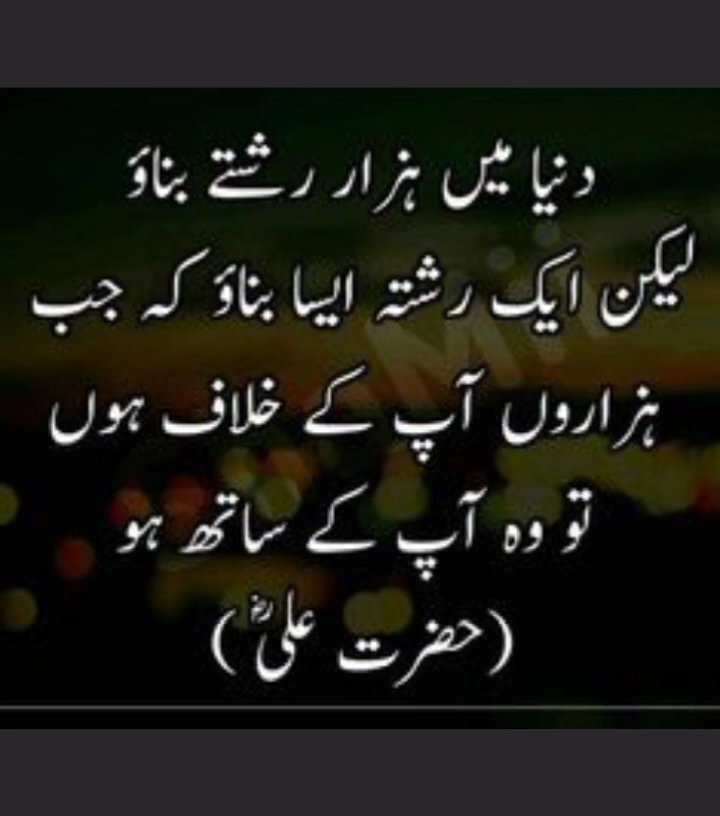 دنیا میں ہزار رشتے بناؤ
لیکن ایک رشتہ ایسا بناؤ کہ جب
ہزاروں آپ کے خلاف ہوں
تو وہ آپ کے ساتھ ہو
(حضرت علیؓ)